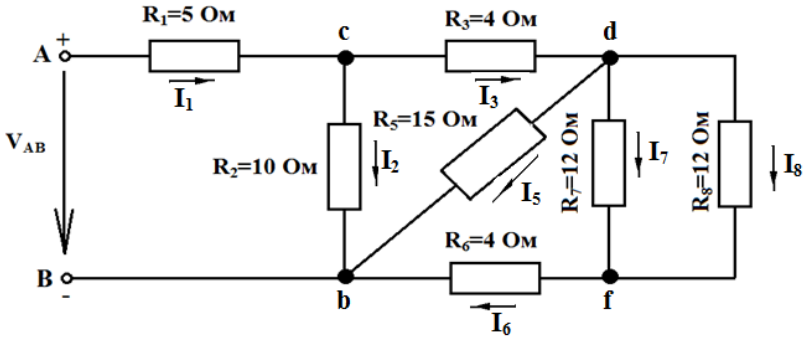 R₁=5 Ом
c
R₃=4 Ом
d
A
+
I₁
I₃
V_AB
R₅=15 Ом
R₂=10 Ом
I₂
I₅
R₇=12 Ом
I₇
R₈=12 Ом
I₈
R₆=4 Ом
B
-
b
f
I₆